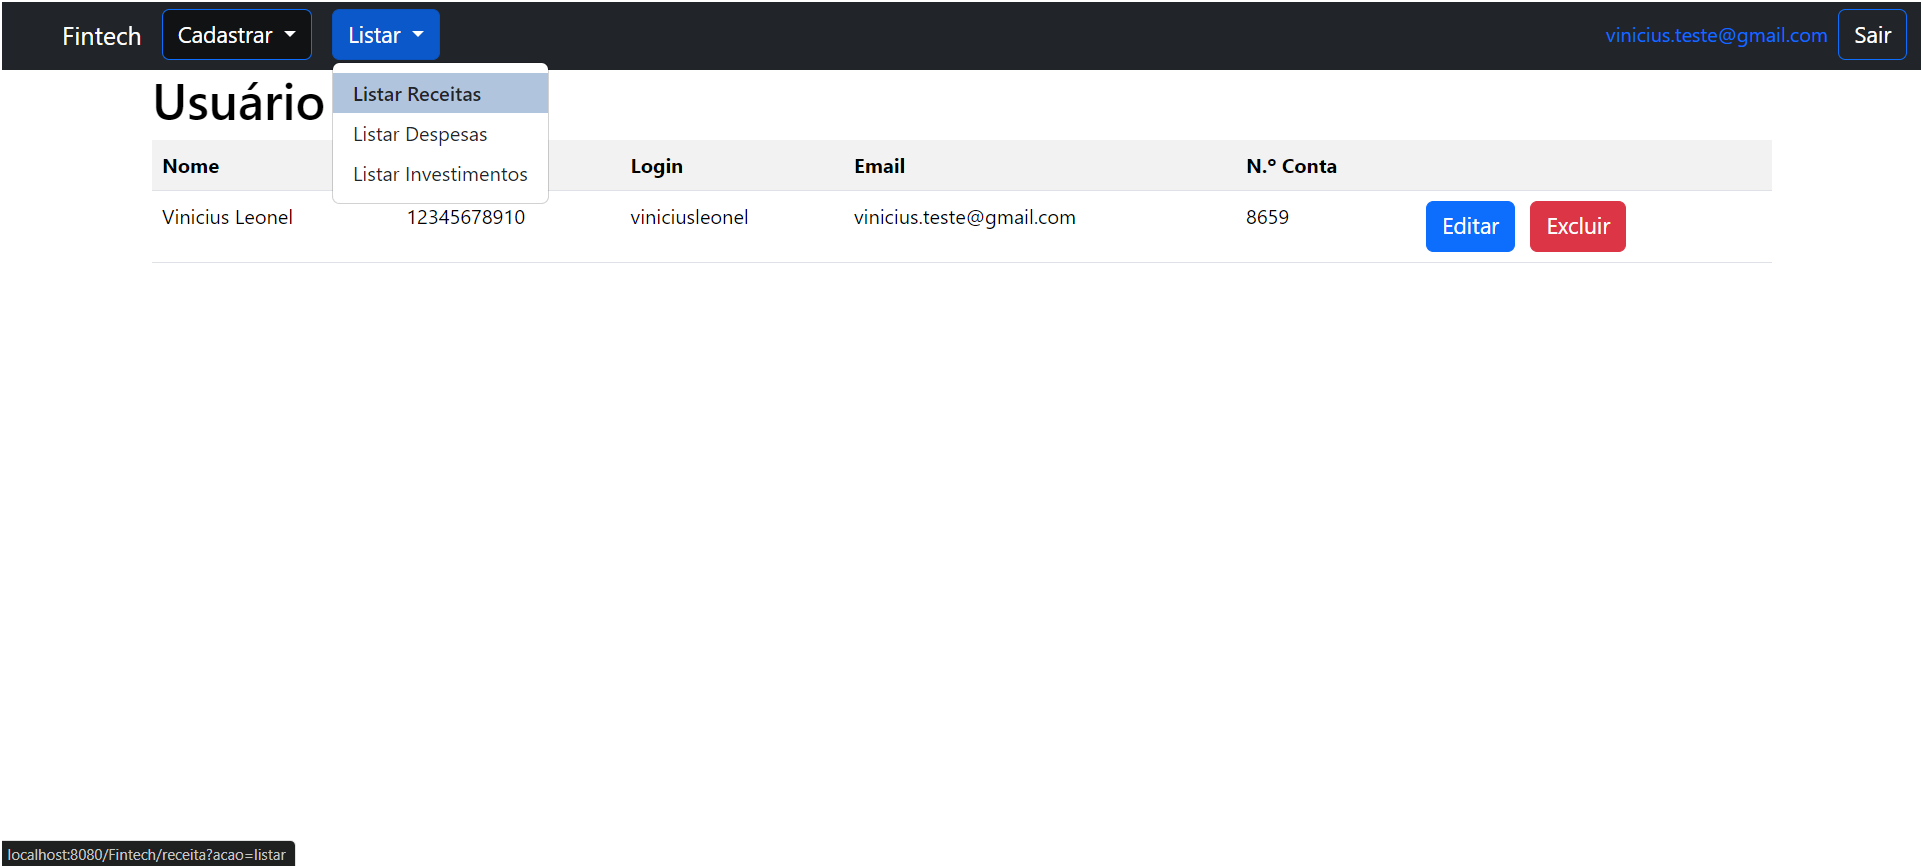 Fintech Cadastrar Listar vinicius.teste@gmail.com Sair
Listar Receitas
Listar Despesas
Listar Investimentos
Usuário
Nome Login Email N.º Conta
Vinicius Leonel 12345678910 viniciusleonel vinicius.teste@gmail.com 8659 Editar Excluir
localhost:8080/Fintech/receita?acao=listar